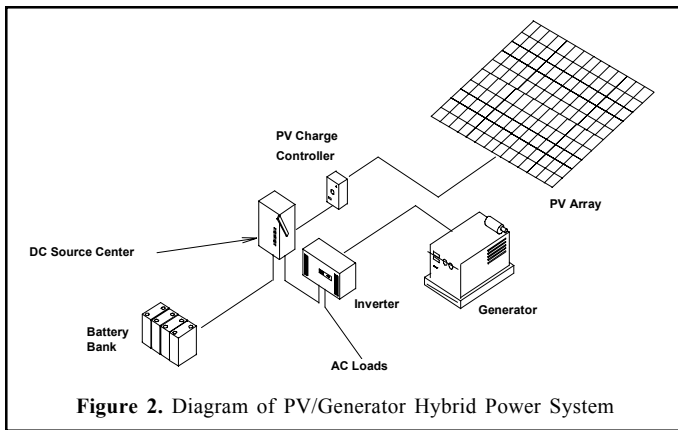 PV Charge
Controller
PV Array
DC Source Center
Inverter
Generator
Battery
Bank
AC Loads
Figure 2. Diagram of PV/Generator Hybrid Power System